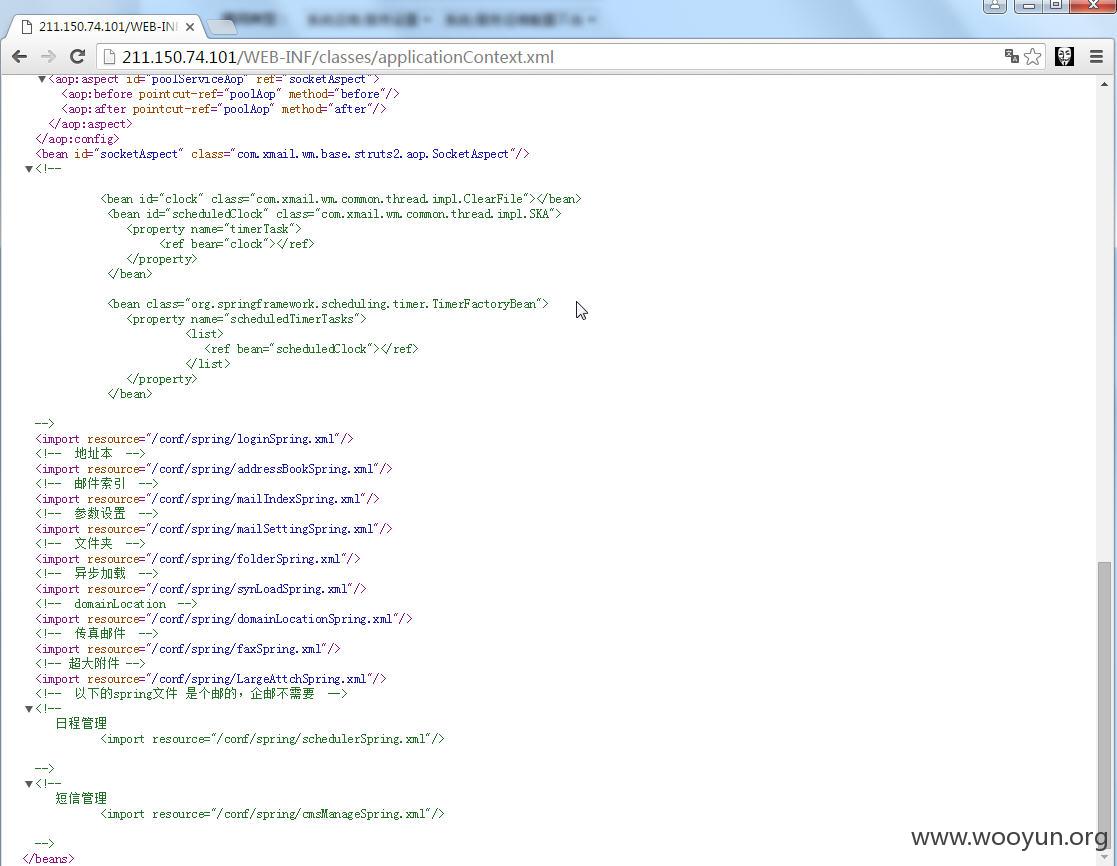 211.150.74.101/WEB-INF
211.150.74.101/WEB-INF/classes/applicationContext.xml
<aop:aspect id="poolServiceAop" ref="socketAspect">
<aop:before pointcut-ref="poolAop" method="before"/>
<aop:after pointcut-ref="poolAop" method="after"/>
</aop:aspect>
</aop:config>
<bean id="socketAspect" class="com.xmail.wm.base.struts2.aop.SocketAspect"/>
<!--
<bean id="clock" class="com.xmail.wm.common.thread.impl.ClearFile"></bean>
<bean id="scheduledClock" class="com.xmail.wm.common.thread.impl.SKA">
<property name="timerTask">
<ref bean="clock"></ref>
</property>
</bean>
<bean class="org.springframework.scheduling.timer.TimerFactoryBean">
<property name="scheduledTimerTasks">
<list>
<ref bean="scheduledClock"></ref>
</list>
</property>
</bean>
-->
<import resource="/conf/spring/loginSpring.xml"/>
<!-- 地址本 -->
<import resource="/conf/spring/addressBookSpring.xml"/>
<!-- 邮件索引 -->
<import resource="/conf/spring/mailIndexSpring.xml"/>
<!-- 参数设置 -->
<import resource="/conf/spring/mailSettingSpring.xml"/>
<!-- 文件夹 -->
<import resource="/conf/spring/folderSpring.xml"/>
<!-- 异步加载 -->
<import resource="/conf/spring/synLoadSpring.xml"/>
<!-- domainLocation -->
<import resource="/conf/spring/domainLocationSpring.xml"/>
<!-- 传真邮件 -->
<import resource="/conf/spring/faxSpring.xml"/>
<!-- 超大附件 -->
<import resource="/conf/spring/LargeAttchSpring.xml"/>
<!-- 以下的spring文件 是个邮的，企邮不需要 -->
<!--
日程管理
<import resource="/conf/spring/schedulerSpring.xml"/>
-->
<!--
短信管理
<import resource="/conf/spring/cmsManageSpring.xml"/>
-->
</beans>
www.wooyun.org